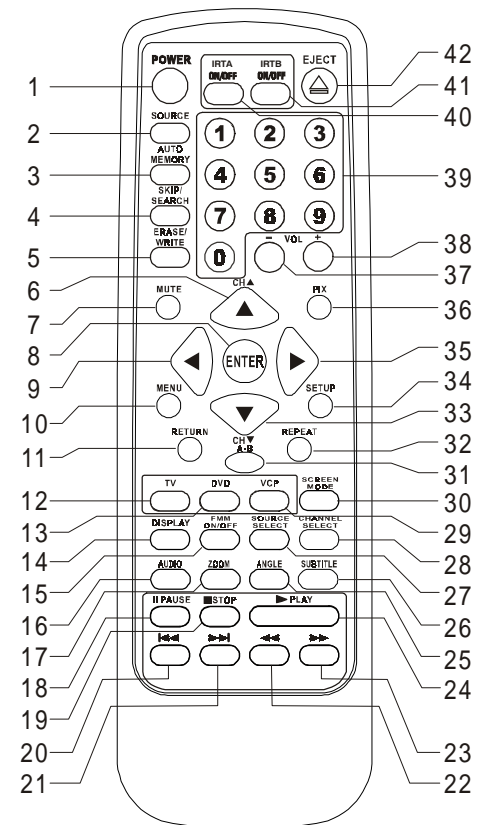 POWER
IRTA ON/OFF
IRTB ON/OFF
EJECT
42
1
41
40
SOURCE
2
1 2 3
AUTO MEMORY
3
4 5 6
39
SKIP/ SEARCH
4
7 8 9
ERASE/ WRITE
5
0
- VOL +
38
37
6
CH▲
MUTE
PIX
7
36
▲
8
9
◀
ENTER
▶
35
34
MENU
SETUP
10
▼
33
RETURN
CH▼
A-B
REPEAT
32
11
31
TV
DVD
VCP
SCREEN MODE
12
30
13
29
DISPLAY
FMM ON/OFF
SOURCE SELECT
CHANNEL SELECT
14
28
15
27
AUDIO
ZOOM
ANGLE
SUBTITLE
16
26
17
25
II PAUSE
■STOP
▶ PLAY
18
24
19
|◀◀
▶▶|
◀◀
▶▶
20
23
21
22